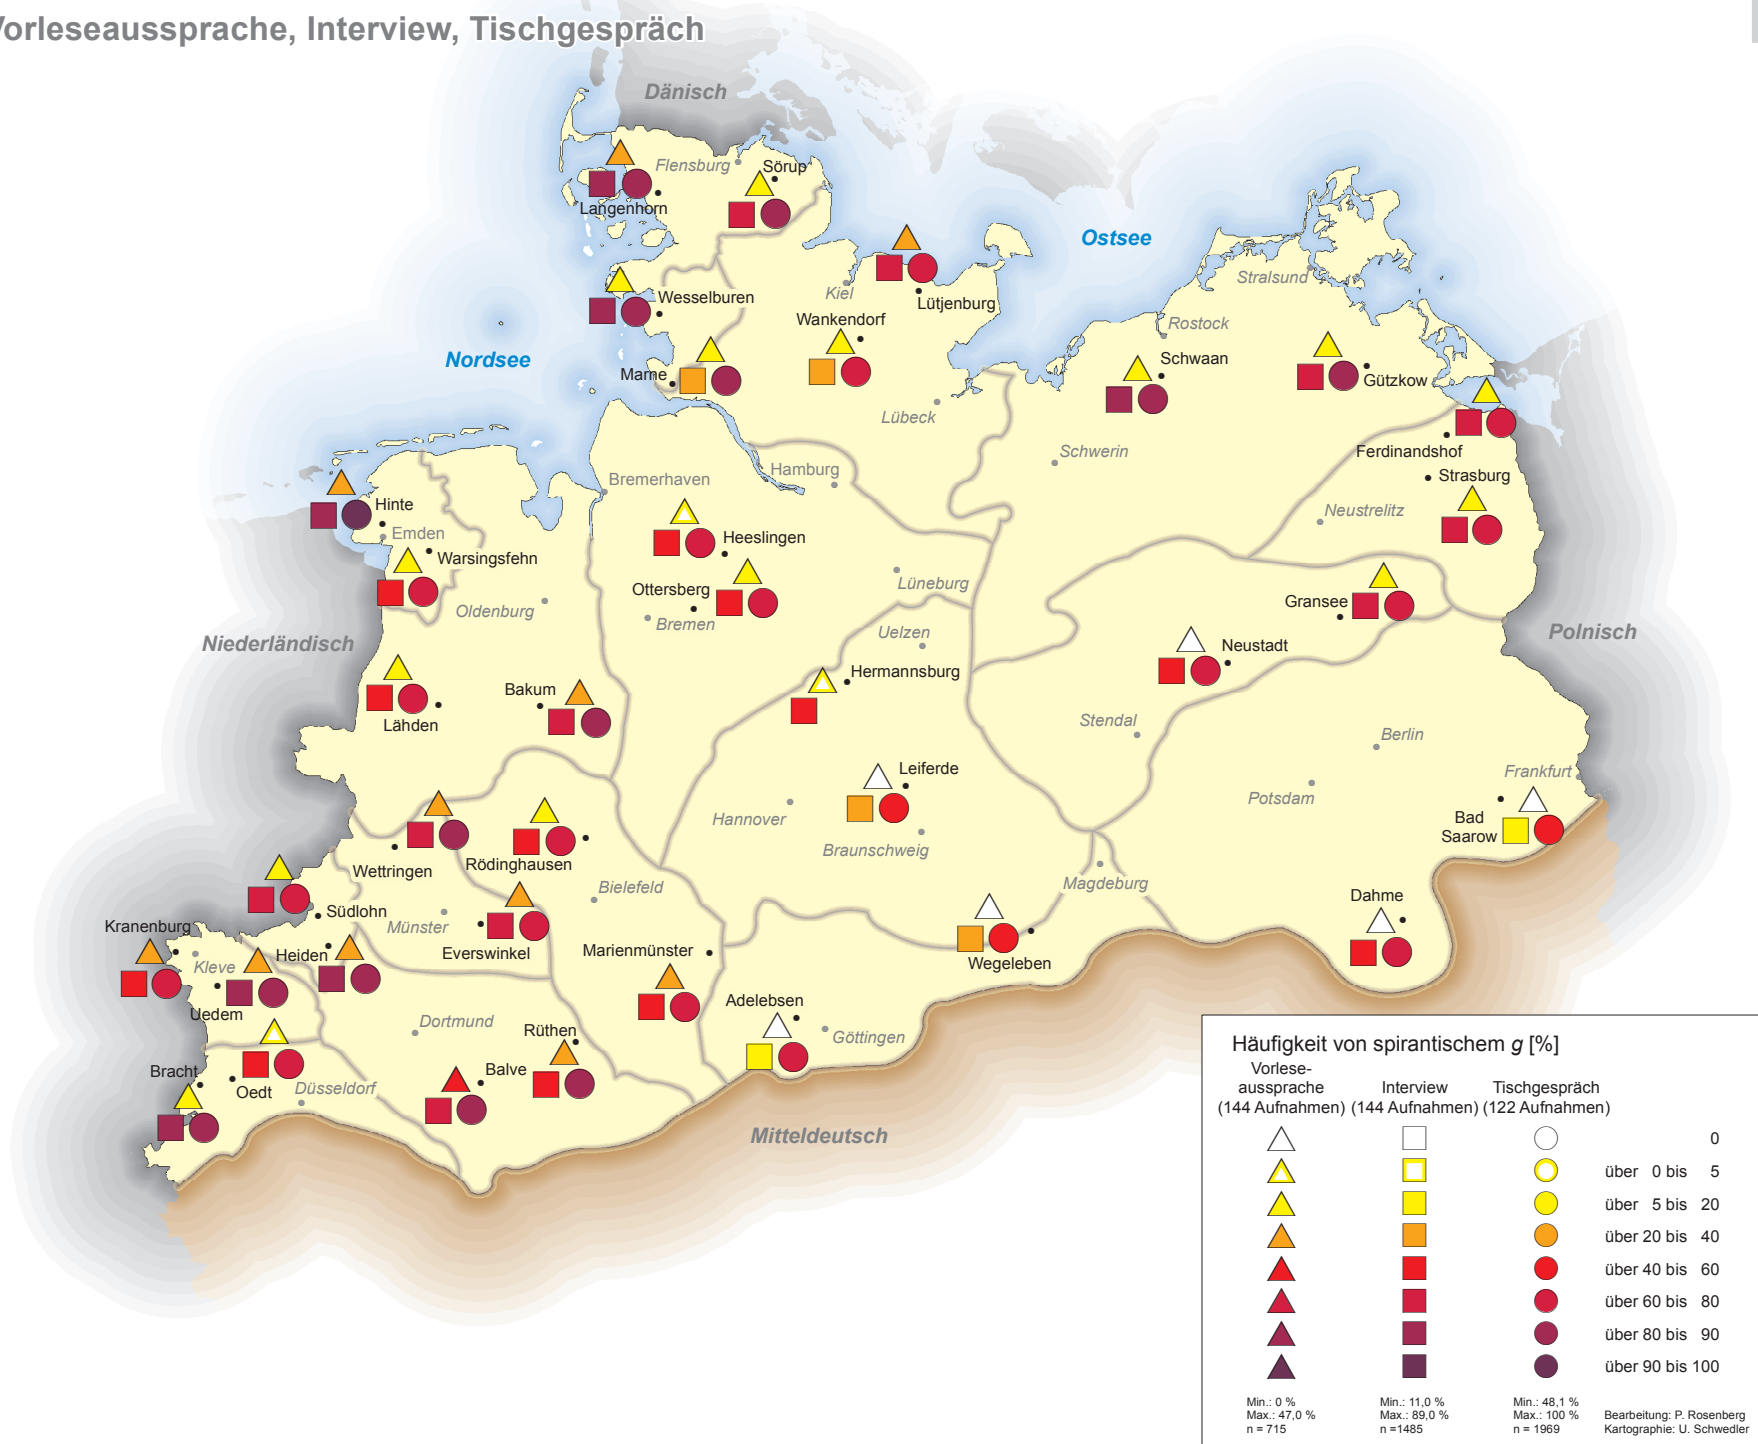 Vorleseaussprache, Interview, Tischgespräch
Dänisch
Flensburg
Sörup
Langenhorn
Ostsee
Stralsund
Kiel
Lütjenburg
Wesselburen
Wankendorf
Rostock
Schwaan
Nordsee
Marne
Gützkow
Lübeck
Schwerin
Ferdinandshof
Strasburg
Bremerhaven
Hamburg
Hinte
Emden
Neustrelitz
Heeslingen
Warsingsfehn
Lüneburg
Ottersberg
Oldenburg
Bremen
Gransee
Niederländisch
Uelzen
Polnisch
Neustadt
Hermannsburg
Bakum
Lähden
Stendal
Berlin
Leiferde
Frankfurt
Potsdam
Hannover
Bad
Saarow
Braunschweig
Rödinghausen
Wettringen
Bielefeld
Magdeburg
Dahme
Südlohn
Kranenburg
Münster
Everswinkel
Heiden
Marienmünster
Wegeleben
Kleve
Uedem
Adelebsen
Dortmund
Rüthen
Göttingen
Bracht
Balve
Oedt
Düsseldorf
Mitteldeutsch
Häufigkeit von spirantischem g [%]
Vorlese-
aussprache Interview Tischgespräch
(144 Aufnahmen) (144 Aufnahmen) (122 Aufnahmen)
0
über 0 bis 5
über 5 bis 20
über 20 bis 40
über 40 bis 60
über 60 bis 80
über 80 bis 90
über 90 bis 100
Min.: 0 % Min.: 11,0 % Min.: 48,1 %
Max.: 47,0 % Max.: 89,0 % Max.: 100 % Bearbeitung: P. Rosenberg
n = 715 n =1485 n = 1969 Kartographie: U. Schwedler